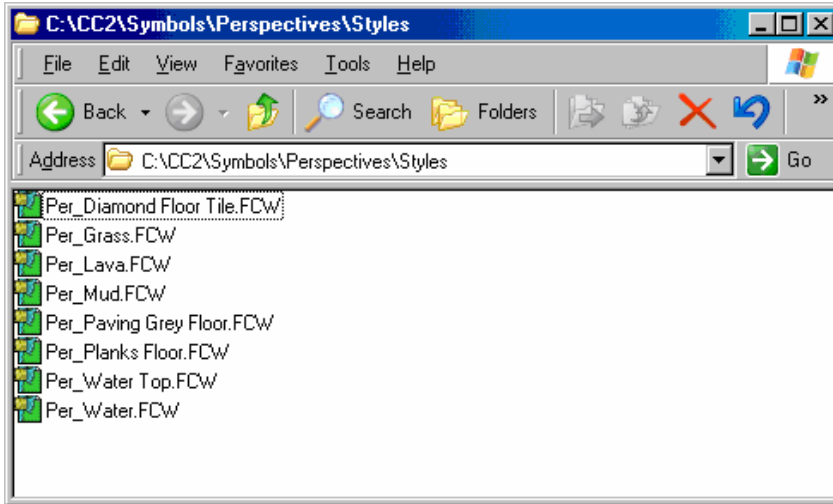 C:\CC2\Symbols\Perspectives\Styles
File Edit View Favorites Tools Help
Back Search Folders »
Address C:\CC2\Symbols\Perspectives\Styles Go
Per_Diamond Floor Tile.FCW
Per_Grass.FCW
Per_Lava.FCW
Per_Mud.FCW
Per_Paving Grey Floor.FCW
Per_Planks Floor.FCW
Per_Water Top.FCW
Per_Water.FCW